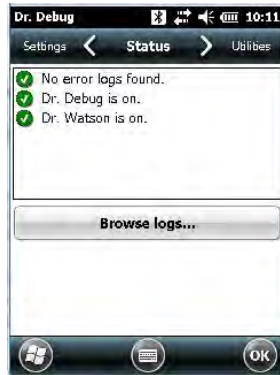 Dr. Debug 10:11
Settings Status Utilities
No error logs found.
Dr. Debug is on.
Dr. Watson is on.
Browse logs...
OK